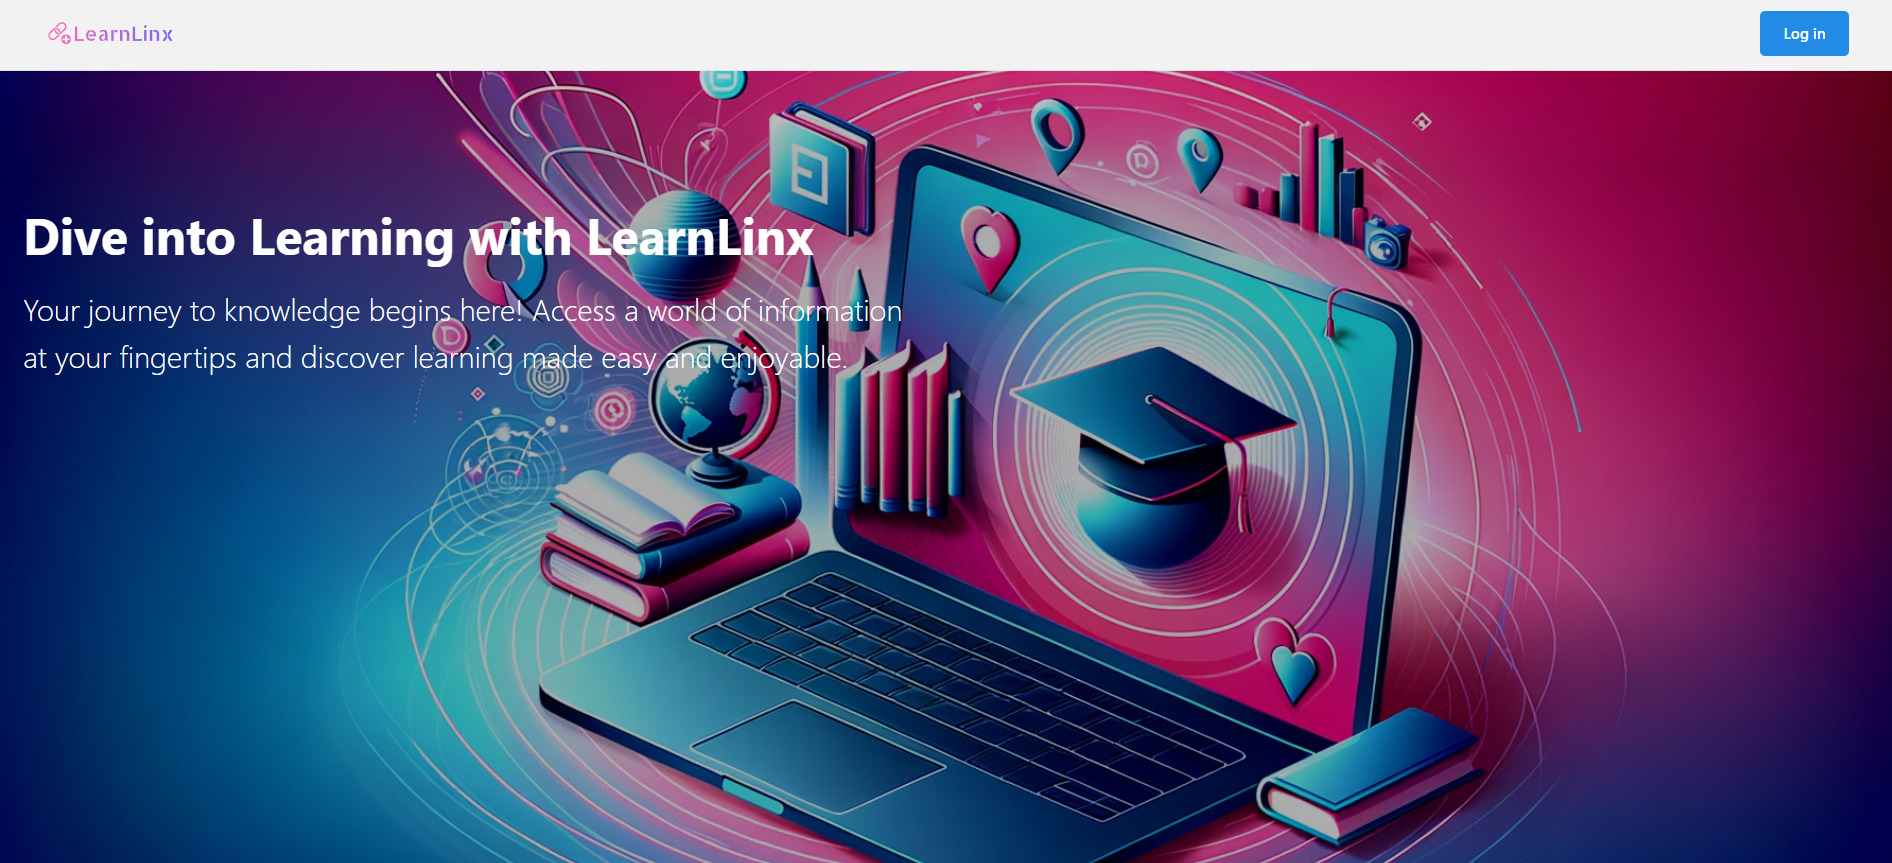 LearnLinx
Log in
Dive into Learning with LearnLinx
Your journey to knowledge begins here! Access a world of information
at your fingertips and discover learning made easy and enjoyable.